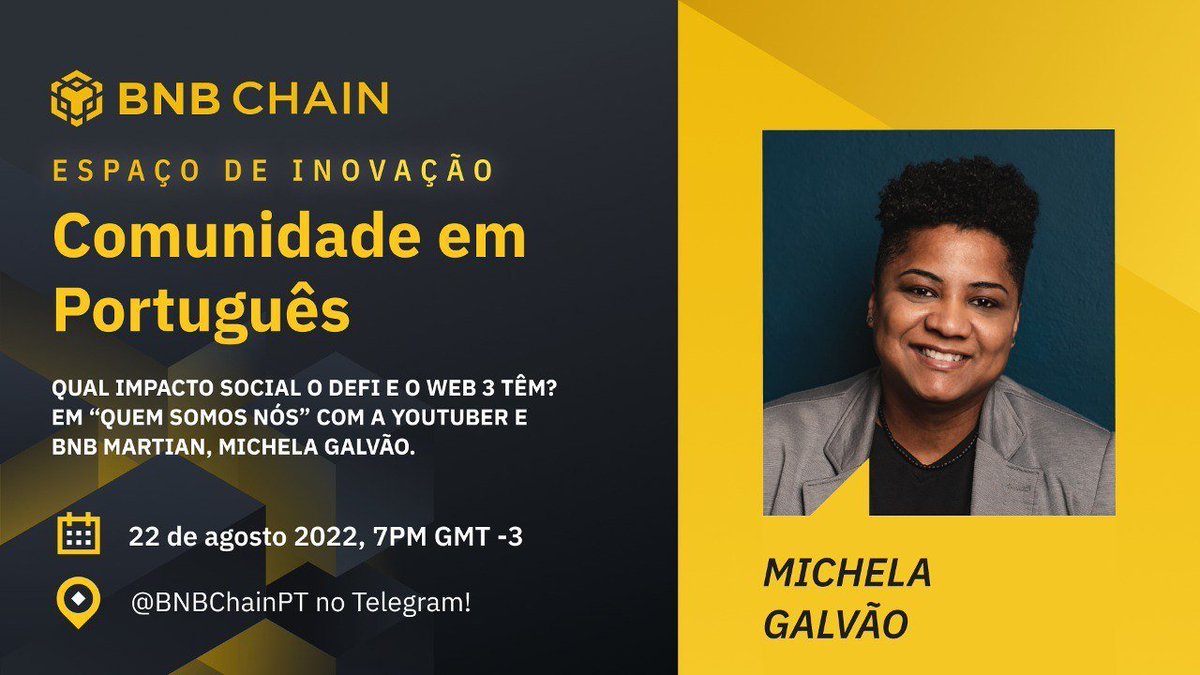 BNB CHAIN
ESPAÇO DE INOVAÇÃO
Comunidade em
Português
QUAL IMPACTO SOCIAL O DEFI E O WEB 3 TÊM?
EM “QUEM SOMOS NÓS” COM A YOUTUBER E
BNB MARTIAN, MICHELA GALVÃO.
22 de agosto 2022, 7PM GMT -3
@BNBChainPT no Telegram!
MICHELA
GALVÃO